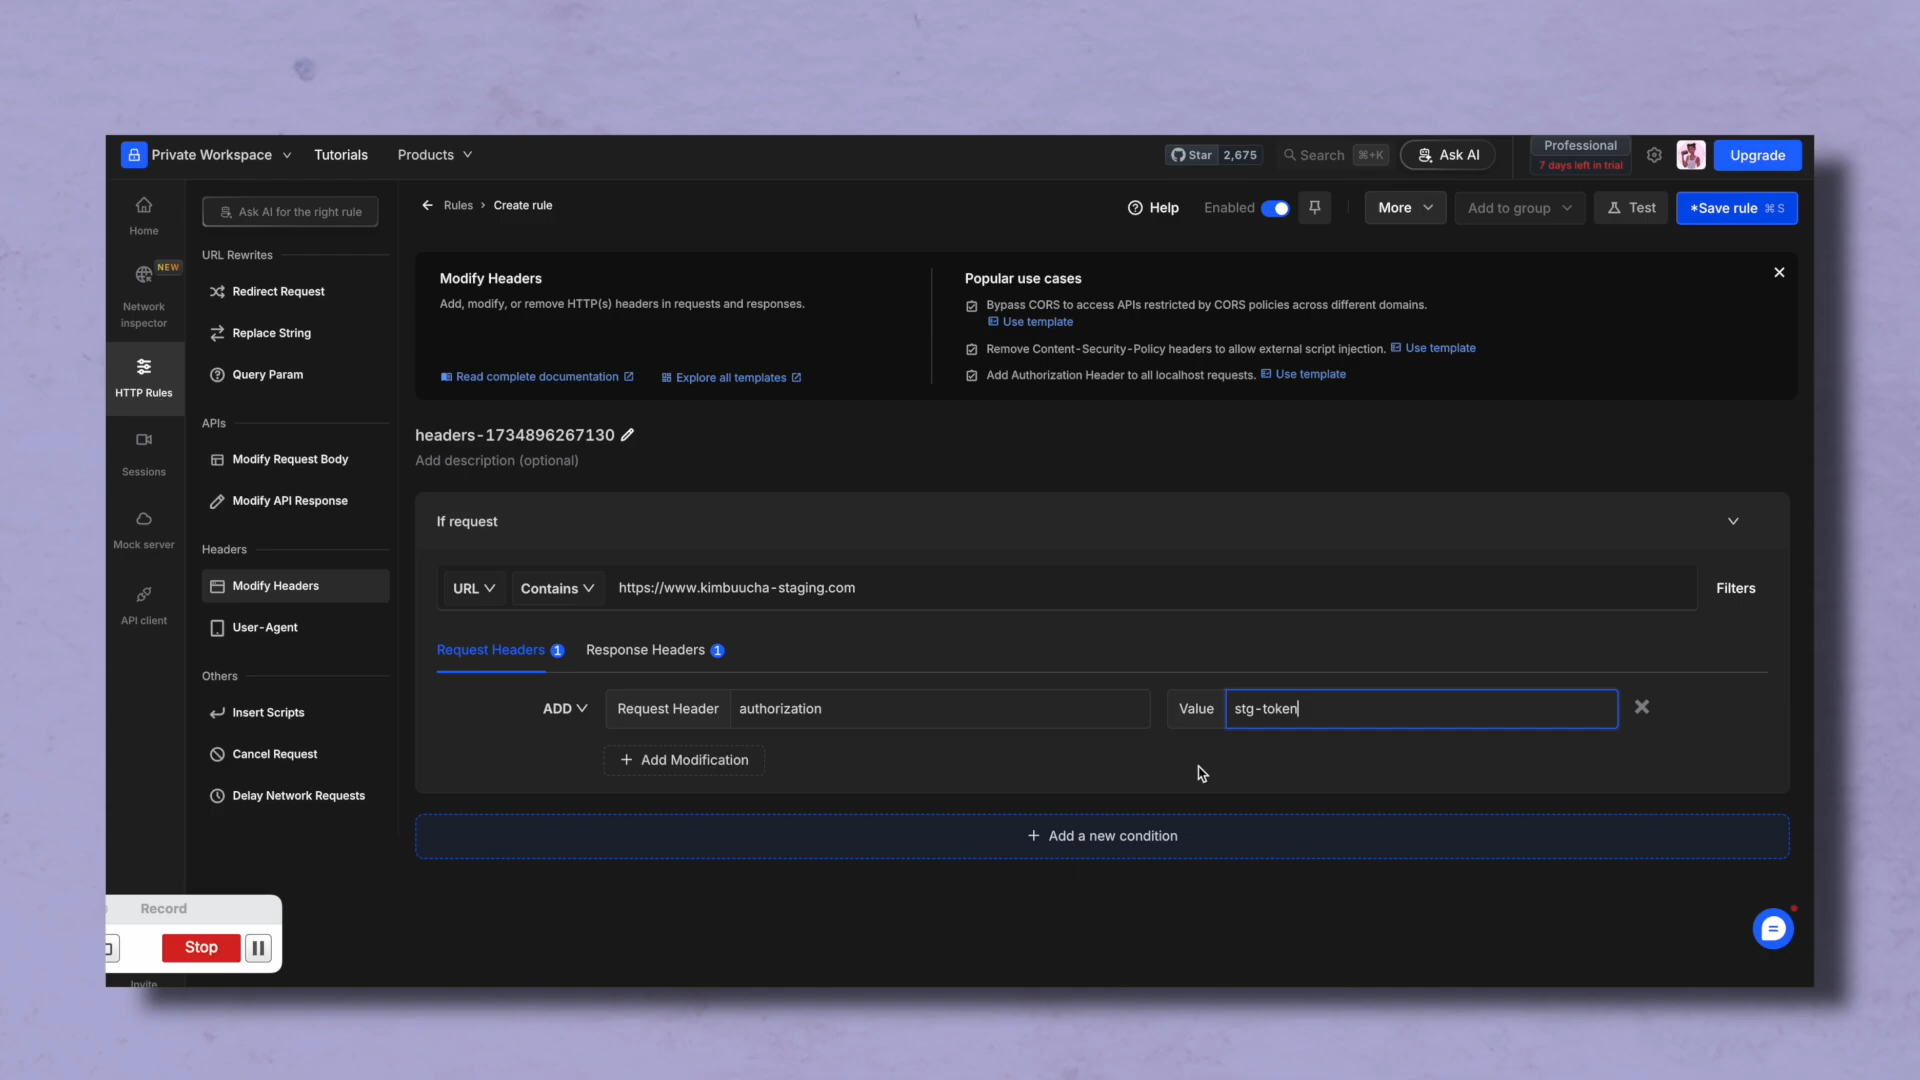 Private Workspace
Tutorials
Products
Star 2,675
Search ⌘+K
Ask AI
Professional
7 days left in trial
Upgrade
Home
NEW
Network
inspector
HTTP Rules
Sessions
Mock server
API client
Invite
Ask AI for the right rule
URL Rewrites
Redirect Request
Replace String
Query Param
APIs
Modify Request Body
Modify API Response
Headers
Modify Headers
User-Agent
Others
Insert Scripts
Cancel Request
Delay Network Requests
Rules > Create rule
Help
Enabled
More
Add to group
Test
*Save rule ⌘ S
Modify Headers
Add, modify, or remove HTTP(s) headers in requests and responses.
Read complete documentation
Explore all templates
Popular use cases
Bypass CORS to access APIs restricted by CORS policies across different domains.
Use template
Remove Content-Security-Policy headers to allow external script injection. Use template
Add Authorization Header to all localhost requests. Use template
headers-1734896267130
Add description (optional)
If request
URL Contains https://www.kimbuucha-staging.com Filters
Request Headers 1 Response Headers 1
ADD Request Header authorization Value stg-token
+ Add Modification
+ Add a new condition
Record
Stop